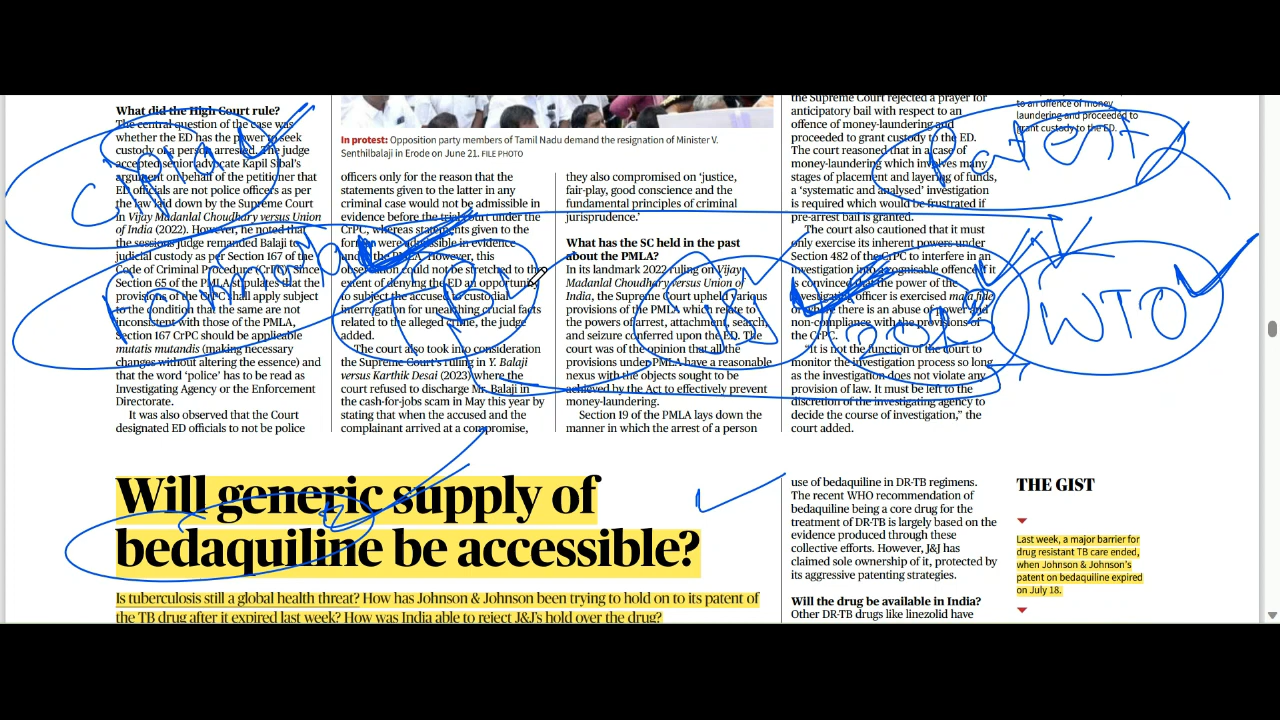 What did the High Court rule?
The central question of the case was
whether the ED has the power to seek
custody of a person arrested. The judge
accepted senior advocate Kapil Sibal's
argument on behalf of the petitioner that
ED officials are not police officers as per
the law laid down by the Supreme Court
in Vijay Madanlal Choudhary versus Union
of India (2022). However, he noted that
the sessions judge remanded Balaji to
judicial custody as per Section 167 of the
Code of Criminal Procedure (CrPC) since
Section 65 of the PMLA stipulates that the
provisions of the CrPC shall apply subject
to the condition that the same are not
inconsistent with those of the PMLA,
Section 167 CrPC should be applicable
mutatis mutandis (making necessary
changes without altering the essence) and
that the word 'police' has to be read as
Investigating Agency or the Enforcement
Directorate.
It was also observed that the Court
designated ED officials to not be police
In protest: Opposition party members of Tamil Nadu demand the resignation of Minister V.
Senthilbalaji in Erode on June 21. FILE PHOTO
officers only for the reason that the
statements given to the latter in any
criminal case would not be admissible in
evidence before the trial court under the
CrPC, whereas statements given to the
former were admissible in evidence
under the PMLA. However, this
observation could not be stretched to the
extent of denying the ED an opportunity
to subject the accused to custodial
interrogation for unearthing crucial facts
related to the alleged crime, the judge
added.
The court also took into consideration
the Supreme Court's ruling in Y. Balaji
versus Karthik Desai (2023) where the
court refused to discharge Mr. Balaji in
the cash-for-jobs scam in May this year by
stating that when the accused and the
complainant arrived at a compromise,
they also compromised on 'justice,
fair-play, good conscience and the
fundamental principles of criminal
jurisprudence.'
What has the SC held in the past
about the PMLA?
In its landmark 2022 ruling on Vijay
Madanlal Choudhary versus Union of
India, the Supreme Court upheld various
provisions of the PMLA which relate to
the powers of arrest, attachment, search,
and seizure conferred upon the ED. The
court was of the opinion that all the
provisions under PMLA have a reasonable
nexus with the objects sought to be
achieved by the Act to effectively prevent
money-laundering.
Section 19 of the PMLA lays down the
manner in which the arrest of a person
the Supreme Court rejected a prayer for
anticipatory bail with respect to an
offence of money-laundering and
proceeded to grant custody to the ED.
The court reasoned that in a case of
money-laundering which involves many
stages of placement and layering of funds,
a 'systematic and analysed' investigation
is required which would be frustrated if
pre-arrest bail is granted.
The court also cautioned that it must
only exercise its inherent powers under
Section 482 of the CrPC to interfere in an
investigation into a cognisable offence if it
is convinced that the power of the
investigating officer is exercised mala fide
or where there is an abuse of power and
non-compliance with the provisions of
the CrPC.
"It is not the function of the court to
monitor the investigation process so long
as the investigation does not violate any
provision of law. It must be left to the
discretion of the investigating agency to
decide the course of investigation," the
court added.
to an offence of money
laundering and proceeded to
grant custody to the ED.
Patent
WTO
Will generic supply of
bedaquiline be accessible?
Is tuberculosis still a global health threat? How has Johnson & Johnson been trying to hold on to its patent of
the TB drug after it expired last week? How was India able to reject J&J's hold over the drug?
use of bedaquiline in DR-TB regimens.
The recent WHO recommendation of
bedaquiline being a core drug for the
treatment of DR-TB is largely based on the
evidence produced through these
collective efforts. However, J&J has
claimed sole ownership of it, protected by
its aggressive patenting strategies.
Will the drug be available in India?
Other DR-TB drugs like linezolid have
THE GIST
Last week, a major barrier for
drug resistant TB care ended,
when Johnson & Johnson's
patent on bedaquiline expired
on July 18.